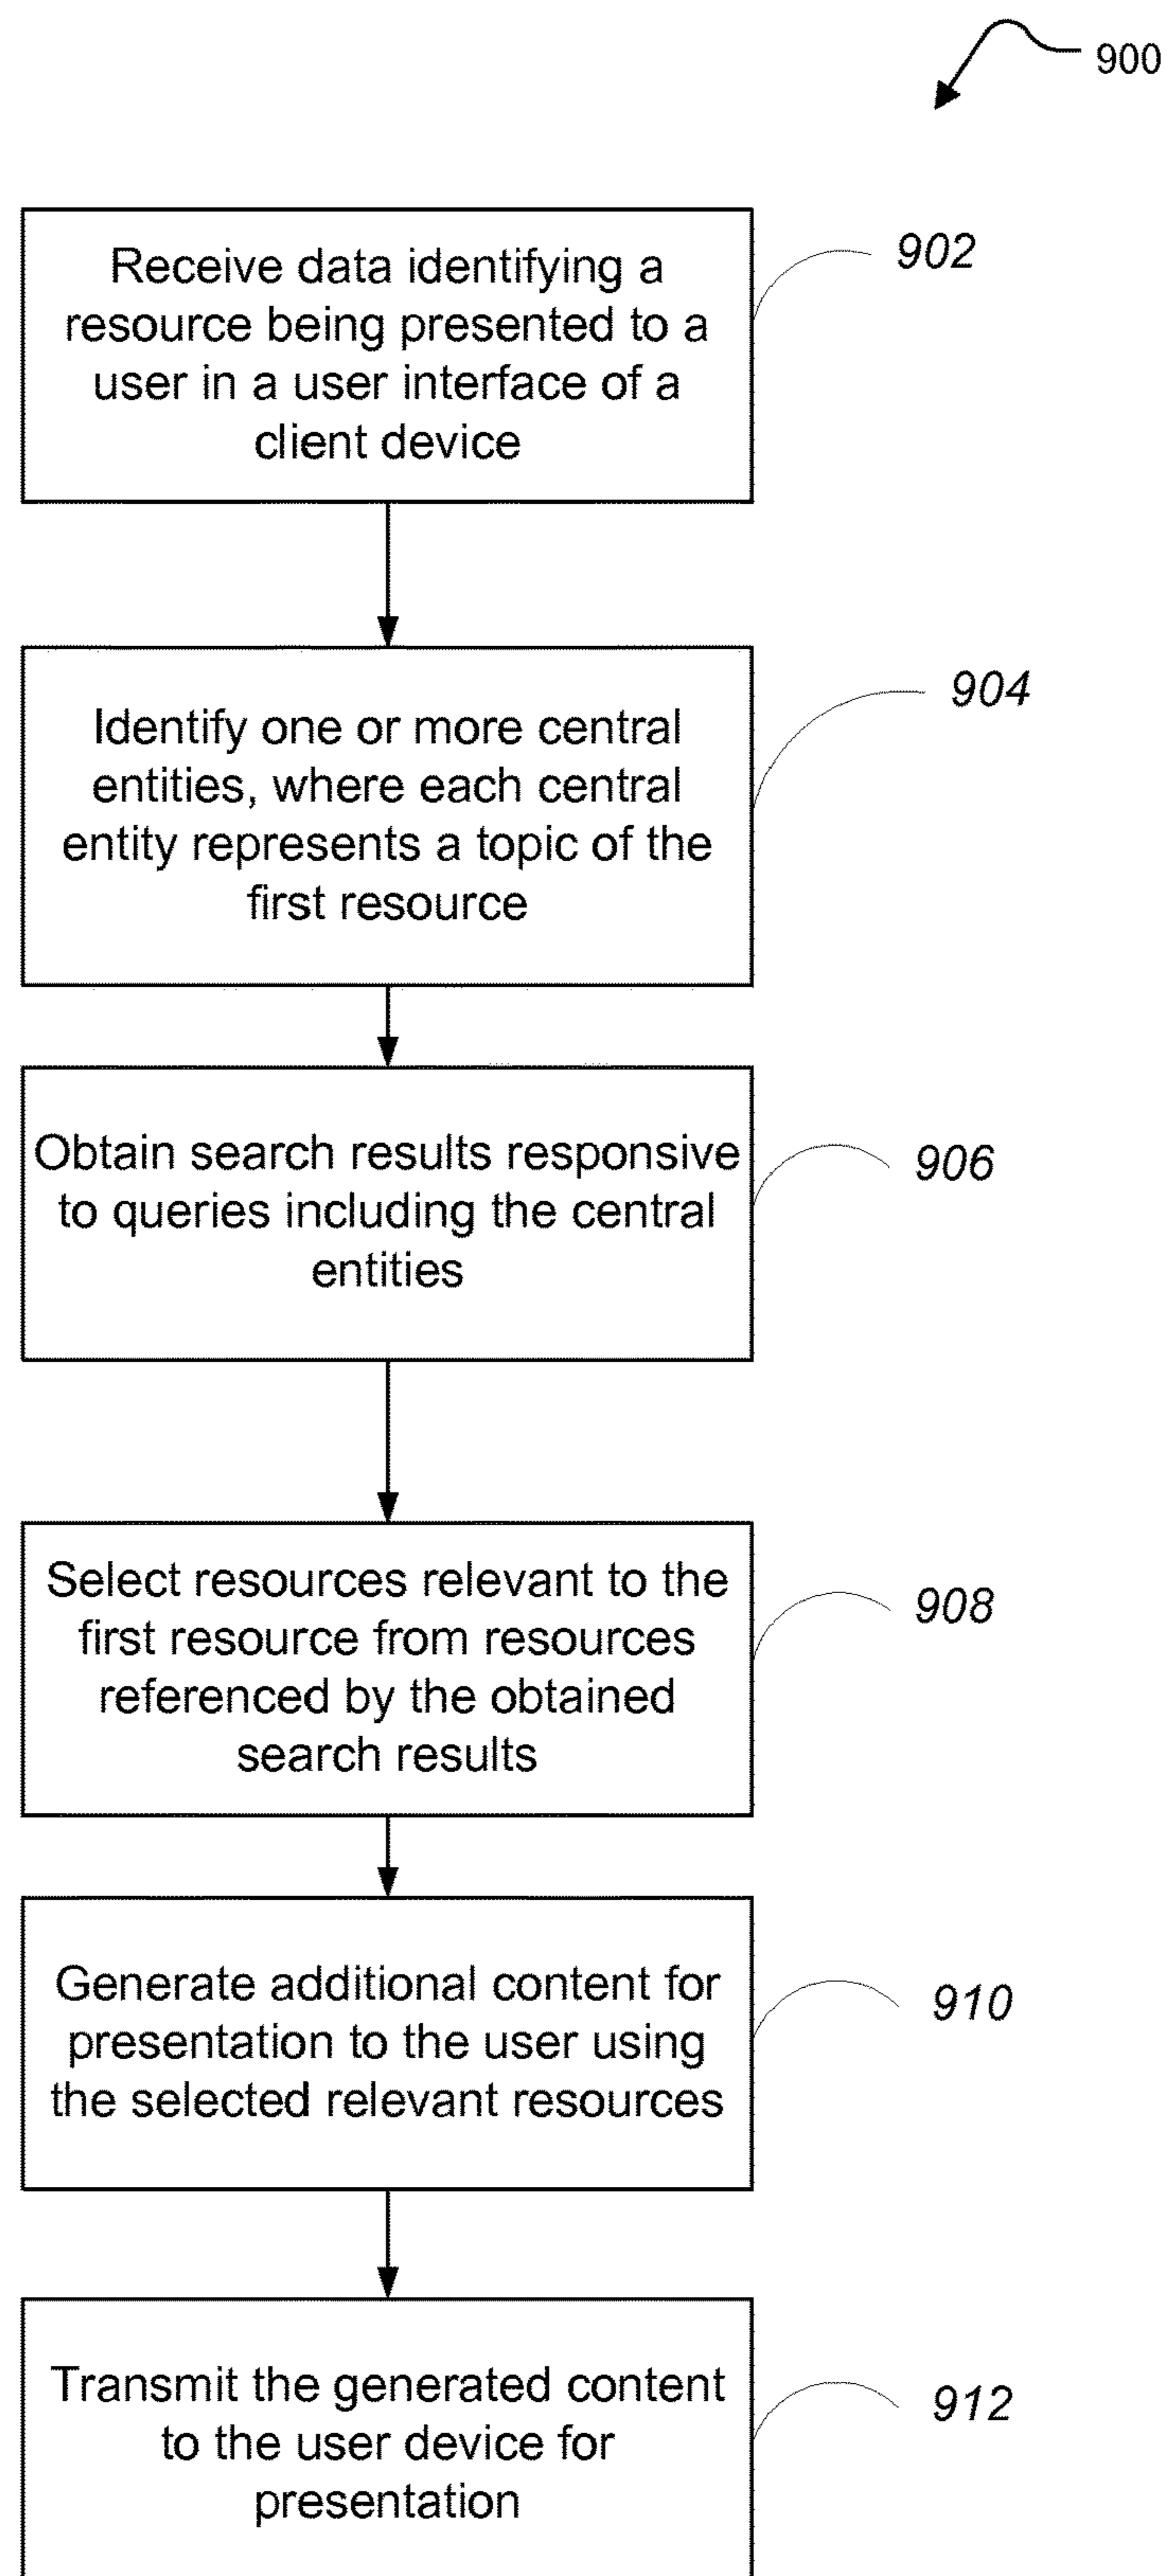 900
Receive data identifying a
resource being presented to a
user in a user interface of a
client device
902
Identify one or more central
entities, where each central
entity represents a topic of the
first resource
904
Obtain search results responsive
to queries including the central
entities
906
Select resources relevant to the
first resource from resources
referenced by the obtained
search results
908
Generate additional content for
presentation to the user using
the selected relevant resources
910
Transmit the generated content
to the user device for
presentation
912